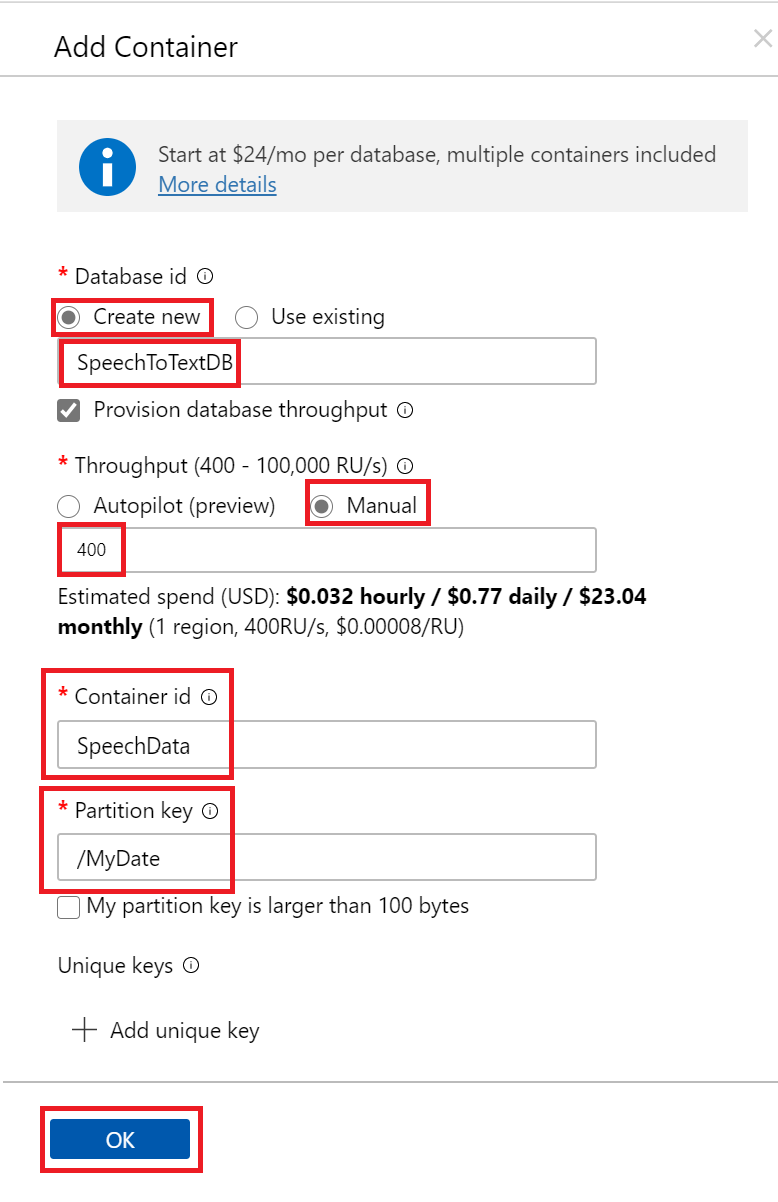 Add Container
Start at $24/mo per database, multiple containers included
More details
* Database id
Create new Use existing
SpeechToTextDB
Provision database throughput
* Throughput (400 - 100,000 RU/s)
Autopilot (preview) Manual
400
Estimated spend (USD): $0.032 hourly / $0.77 daily / $23.04
monthly (1 region, 400RU/s, $0.00008/RU)
* Container id
SpeechData
* Partition key
/MyDate
My partition key is larger than 100 bytes
Unique keys
Add unique key
OK